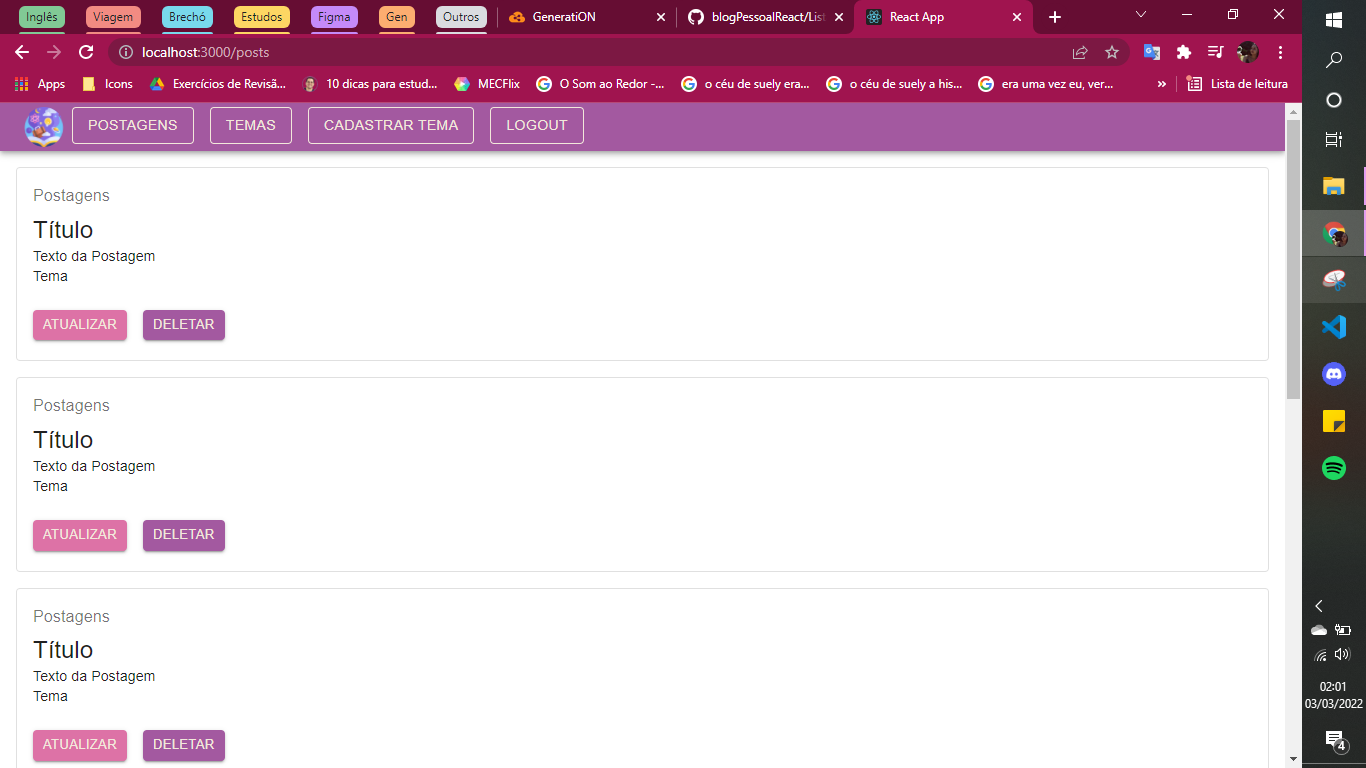 Inglês Viagem Brechó Estudos Figma Gen Outros GeneratiON blogPessoalReact/List React App
localhost:3000/posts
Apps Icons Exercícios de Revisã... 10 dicas para estud... MECFlix O Som ao Redor -... o céu de suely era... o céu de suely a his... era uma vez eu, ver... » Lista de leitura
POSTAGENS TEMAS CADASTRAR TEMA LOGOUT
Postagens
Título
Texto da Postagem
Tema
ATUALIZAR DELETAR
Postagens
Título
Texto da Postagem
Tema
ATUALIZAR DELETAR
Postagens
Título
Texto da Postagem
Tema
ATUALIZAR DELETAR
02:01
03/03/2022
4